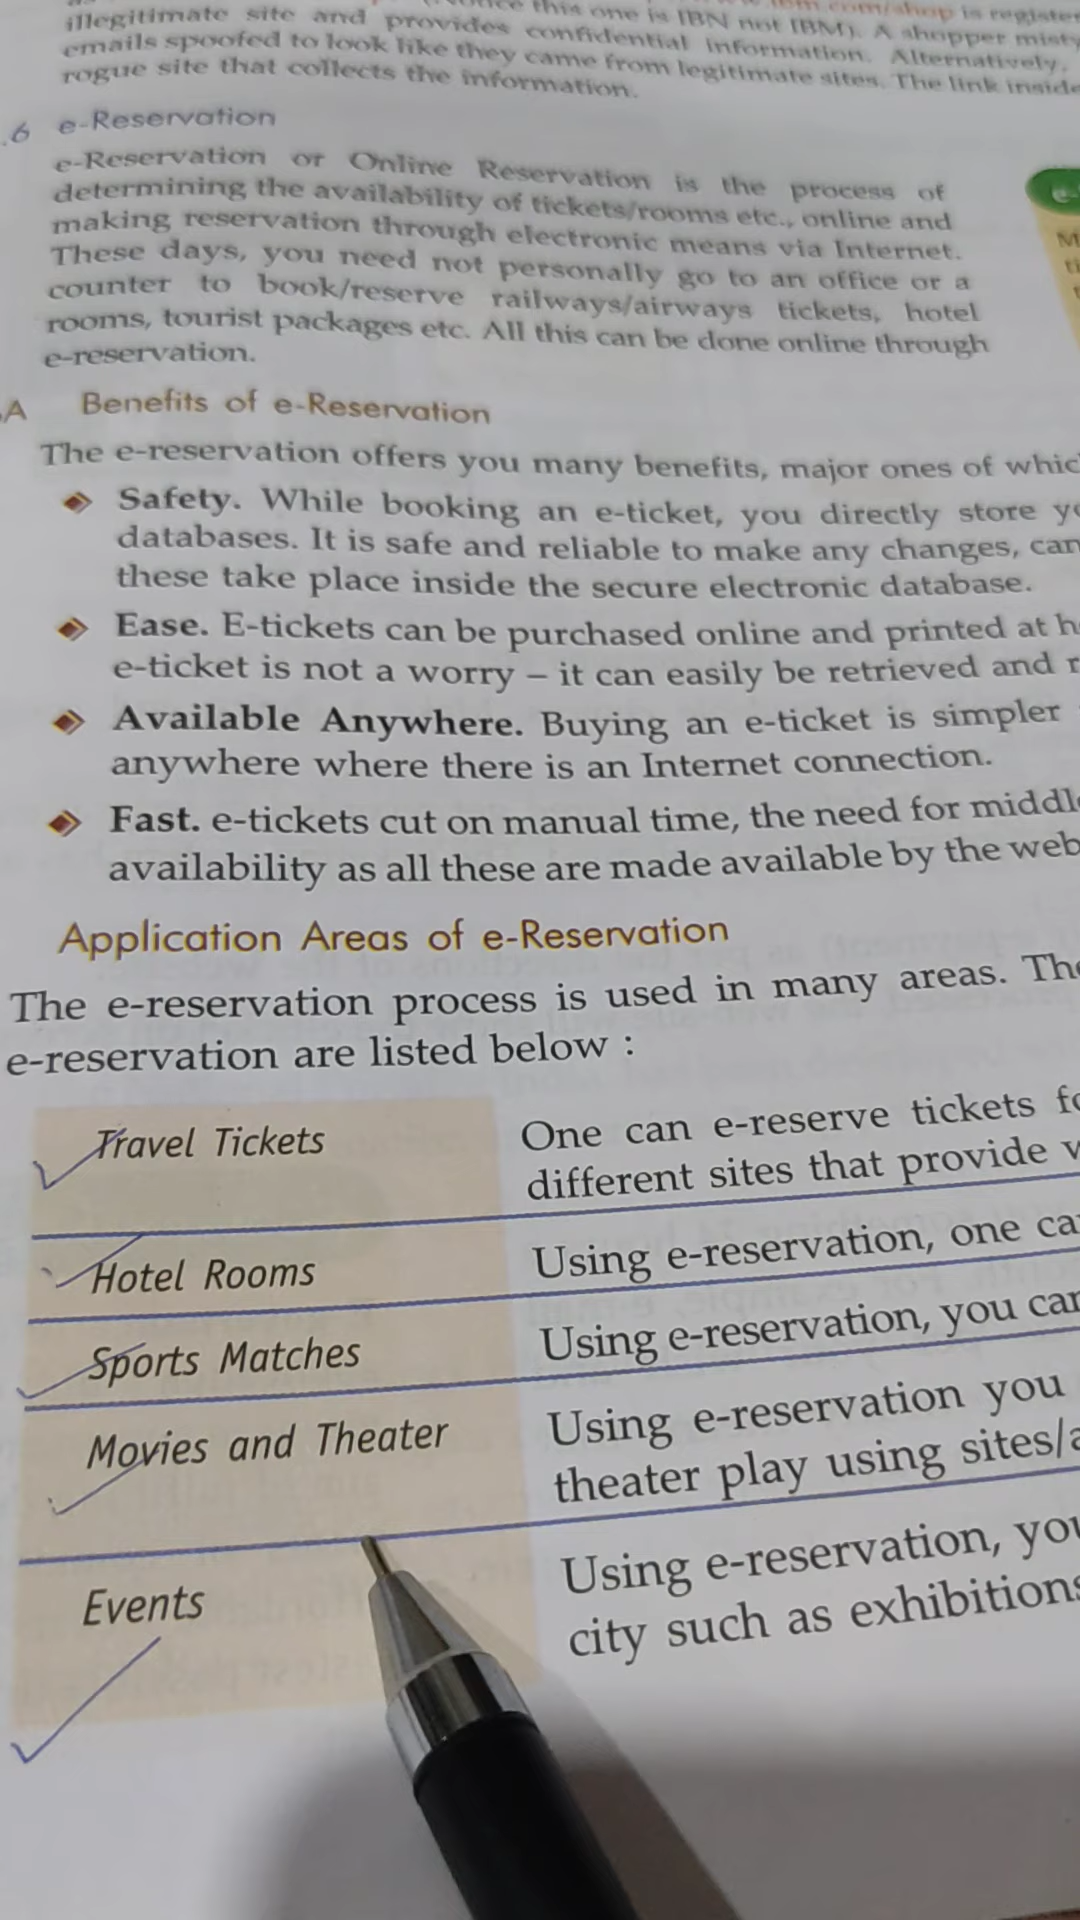 this one is IBN not IBM). A shopper
illegitimate site and provides confidential information. Alternatively,
emails spoofed to look like they came from legitimate sites. The link inside
rogue site that collects the information.
.6 e-Reservation
e-Reservation or Online Reservation is the process of
determining the availability of tickets/rooms etc., online and
making reservation through electronic means via Internet.
These days, you need not personally go to an office or a
counter to book/reserve railways/airways tickets, hotel
rooms, tourist packages etc. All this can be done online through
e-reservation.
A Benefits of e-Reservation
The e-reservation offers you many benefits, major ones of
Safety. While booking an e-ticket, you directly store
databases. It is safe and reliable to make any changes,
these take place inside the secure electronic database.
Ease. E-tickets can be purchased online and printed at
e-ticket is not a worry – it can easily be retrieved and
Available Anywhere. Buying an e-ticket is simpler
anywhere where there is an Internet connection.
Fast. e-tickets cut on manual time, the need for
availability as all these are made available by the web
Application Areas of e-Reservation
The e-reservation process is used in many areas. The
e-reservation are listed below :
Travel Tickets One can e-reserve tickets
different sites that provide
Hotel Rooms Using e-reservation, one
Sports Matches Using e-reservation, you
Movies and Theater Using e-reservation you
theater play using sites/
Events Using e-reservation,
city such as exhibitions